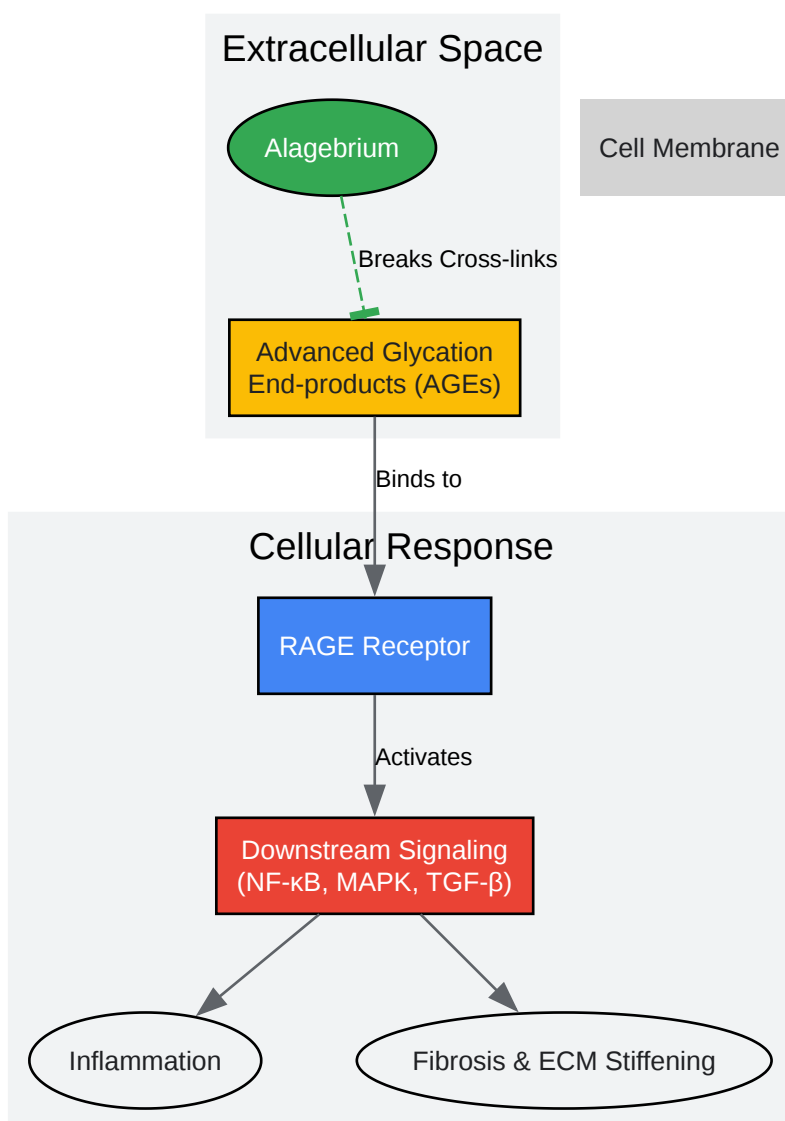 Extracellular Space
Alagebrium
Cell Membrane
Breaks Cross-links
Advanced Glycation
End-products (AGEs)
Binds to
Cellular Response
RAGE Receptor
Activates
Downstream Signaling
(NF-κB, MAPK, TGF-β)
Inflammation
Fibrosis & ECM Stiffening